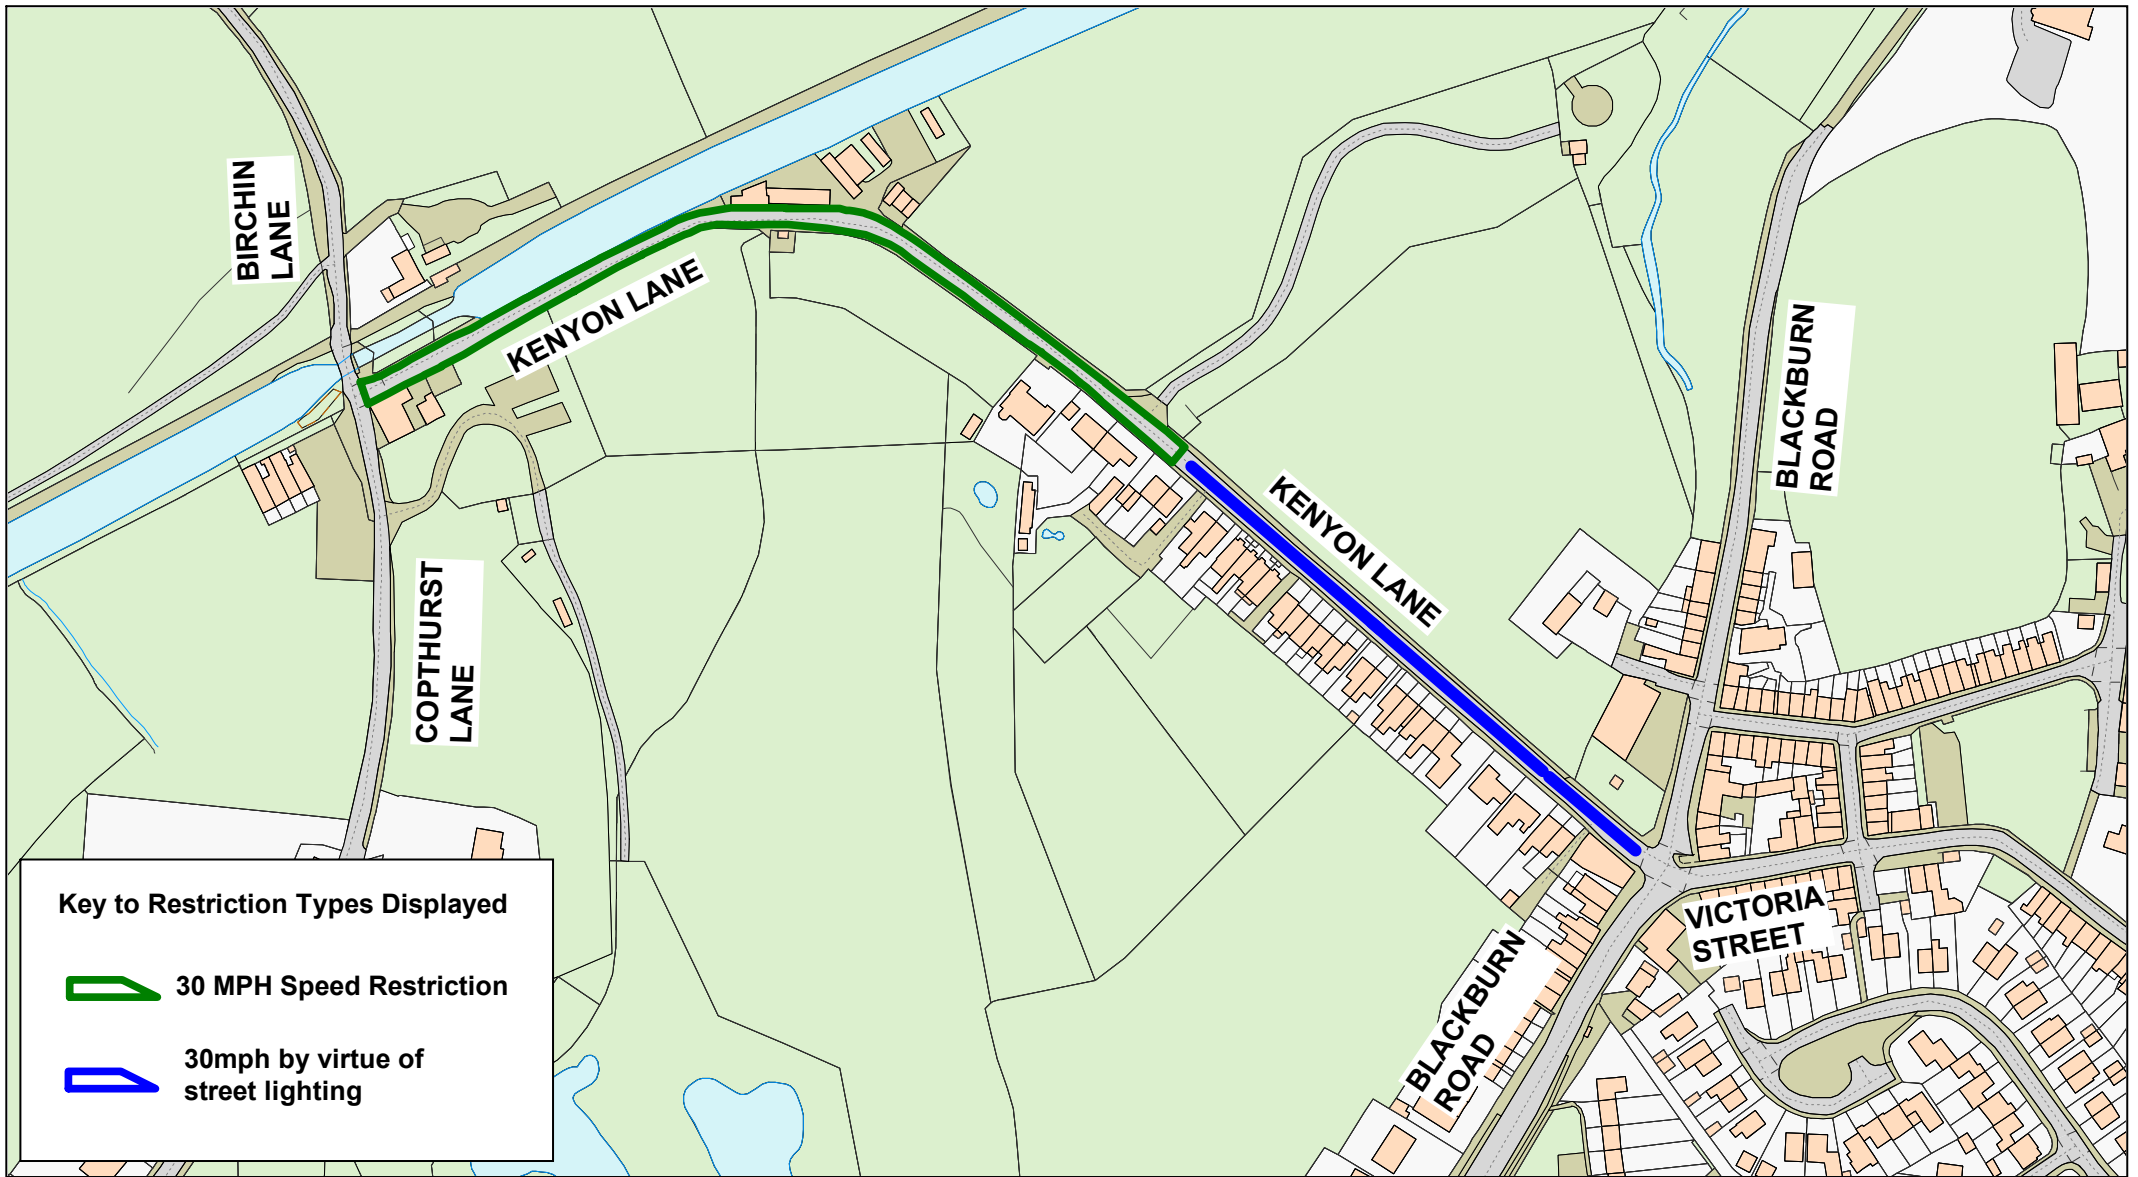 BIRCHIN
LANE
KENYON LANE
BLACKBURN
ROAD
KENYON LANE
COPTHURST
LANE
Key to Restriction Types Displayed
30 MPH Speed Restriction
30mph by virtue of
street lighting
VICTORIA
STREET
BLACKBURN
ROAD